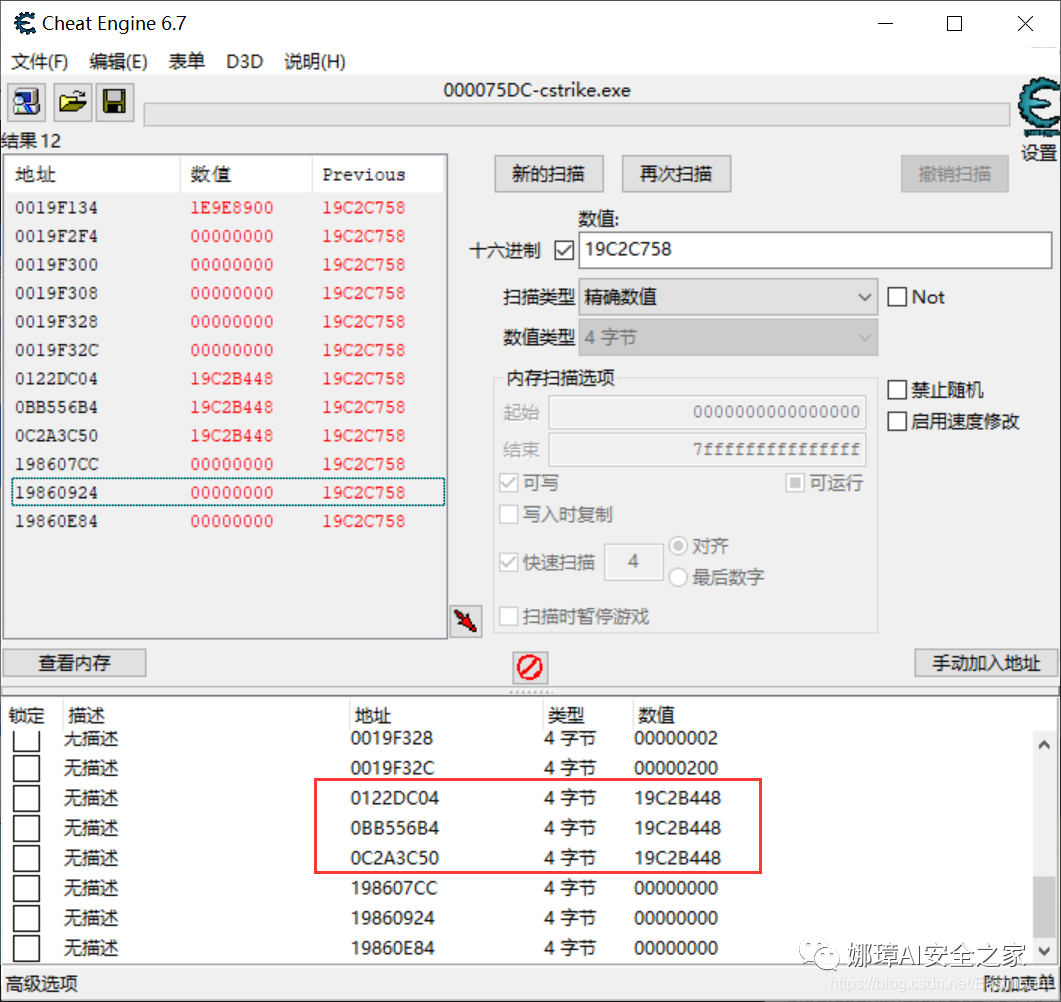 Cheat Engine 6.7
文件(F) 编辑(E) 表单 D3D 说明(H)
000075DC-cstrike.exe
结果 12
设置
地址 数值 Previous
0019F134 1E9E8900 19C2C758
0019F2F4 00000000 19C2C758
0019F300 00000000 19C2C758
0019F308 00000000 19C2C758
0019F328 00000000 19C2C758
0019F32C 00000000 19C2C758
0122DC04 19C2B448 19C2C758
0BB556B4 19C2B448 19C2C758
0C2A3C50 19C2B448 19C2C758
198607CC 00000000 19C2C758
19860924 00000000 19C2C758
19860E84 00000000 19C2C758
新的扫描 再次扫描 撤销扫描
数值:
十六进制 19C2C758
扫描类型 精确数值 Not
数值类型 4 字节
内存扫描选项
起始 0000000000000000
结束 7fffffffffffffff
可写 可运行
写入时复制
快速扫描 4 对齐
最后数字
扫描时暂停游戏
禁止随机
启用速度修改
查看内存 手动加入地址
锁定 描述 地址 类型 数值
无描述 0019F328 4 字节 00000002
无描述 0019F32C 4 字节 00000200
无描述 0122DC04 4 字节 19C2B448
无描述 0BB556B4 4 字节 19C2B448
无描述 0C2A3C50 4 字节 19C2B448
无描述 198607CC 4 字节 00000000
无描述 19860924 4 字节 00000000
无描述 19860E84 4 字节 00000000
娜璋AI安全之家
高级选项 附加表单